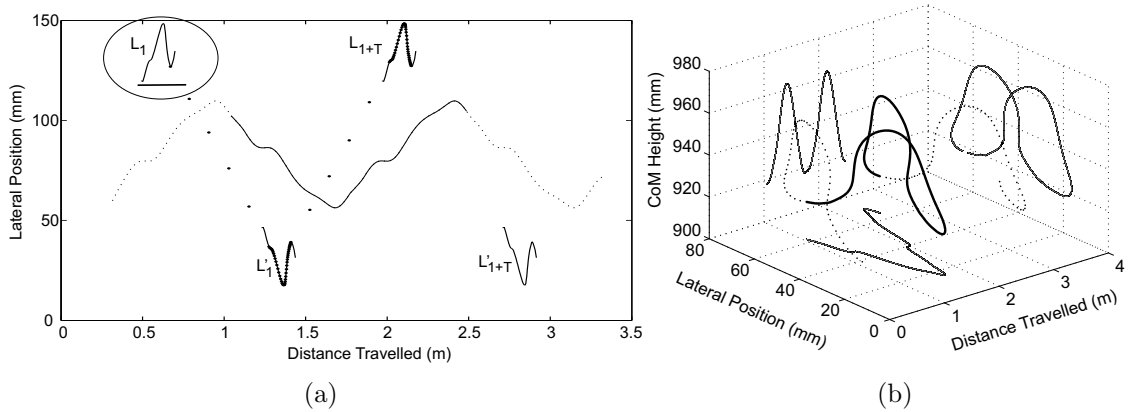 150
100
50
0
Lateral Position (mm)
L1
L1+T
L'1
L'1+T
0 0.5 1 1.5 2 2.5 3 3.5
Distance Travelled (m)
(a)
980
960
940
920
900
CoM Height (mm)
80
60
40
20
0
Lateral Position (mm)
0
1
2
3
4
Distance Travelled (m)
(b)